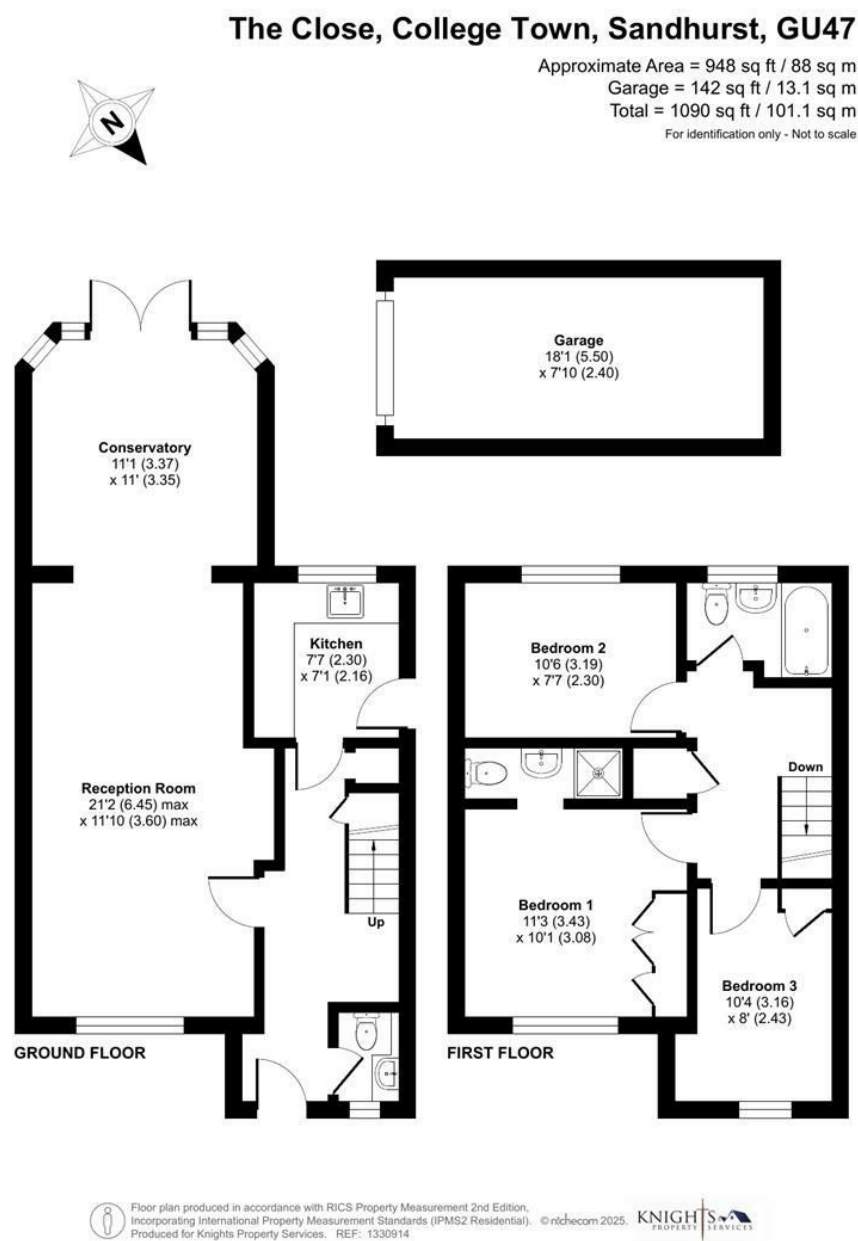 The Close, College Town, Sandhurst, GU47
Approximate Area = 948 sq ft / 88 sq m
Garage = 142 sq ft / 13.1 sq m
Total = 1090 sq ft / 101.1 sq m
For identification only - Not to scale
N
Garage
18'1 (5.50)
x 7'10 (2.40)
Conservatory
11'1 (3.37)
x 11' (3.35)
Kitchen
7'7 (2.30)
x 7'1 (2.16)
Bedroom 2
10'6 (3.19)
x 7'7 (2.30)
Reception Room
21'2 (6.45) max
x 11'10 (3.60) max
Down
Up
Bedroom 1
11'3 (3.43)
x 10'1 (3.08)
Bedroom 3
10'4 (3.16)
x 8' (2.43)
GROUND FLOOR
FIRST FLOOR
Floor plan produced in accordance with RICS Property Measurement 2nd Edition,
Incorporating International Property Measurement Standards (IPMS2 Residential). © nichecom 2025.
Produced for Knights Property Services. REF: 1330914
KNIGHTS
PROPERTY SERVICES